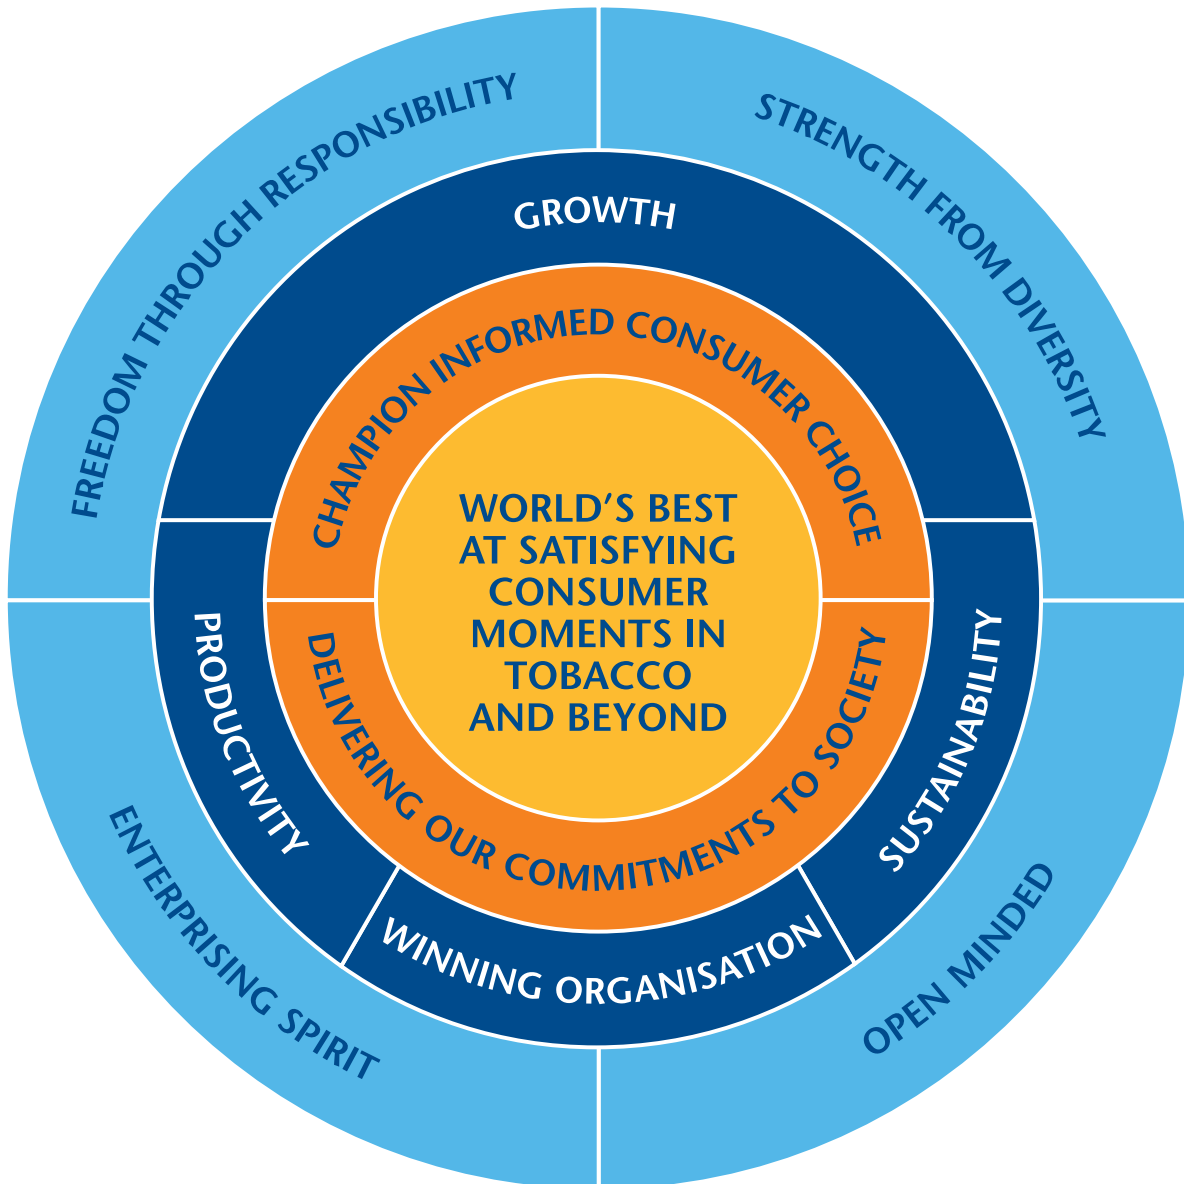 FREEDOM THROUGH RESPONSIBILITY
STRENGTH FROM DIVERSITY
GROWTH
CHAMPION INFORMED CONSUMER CHOICE
WORLD’S BEST
AT SATISFYING
CONSUMER
MOMENTS IN
TOBACCO
AND BEYOND
DELIVERING OUR COMMITMENTS TO SOCIETY
PRODUCTIVITY
WINNING ORGANISATION
SUSTAINABILITY
ENTERPRISING SPIRIT
OPEN MINDED